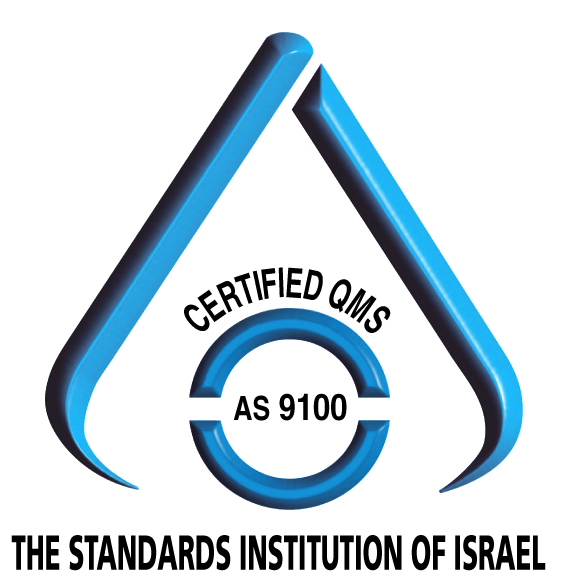 CERTIFIED QMS
AS 9100
THE STANDARDS INSTITUTION OF ISRAEL